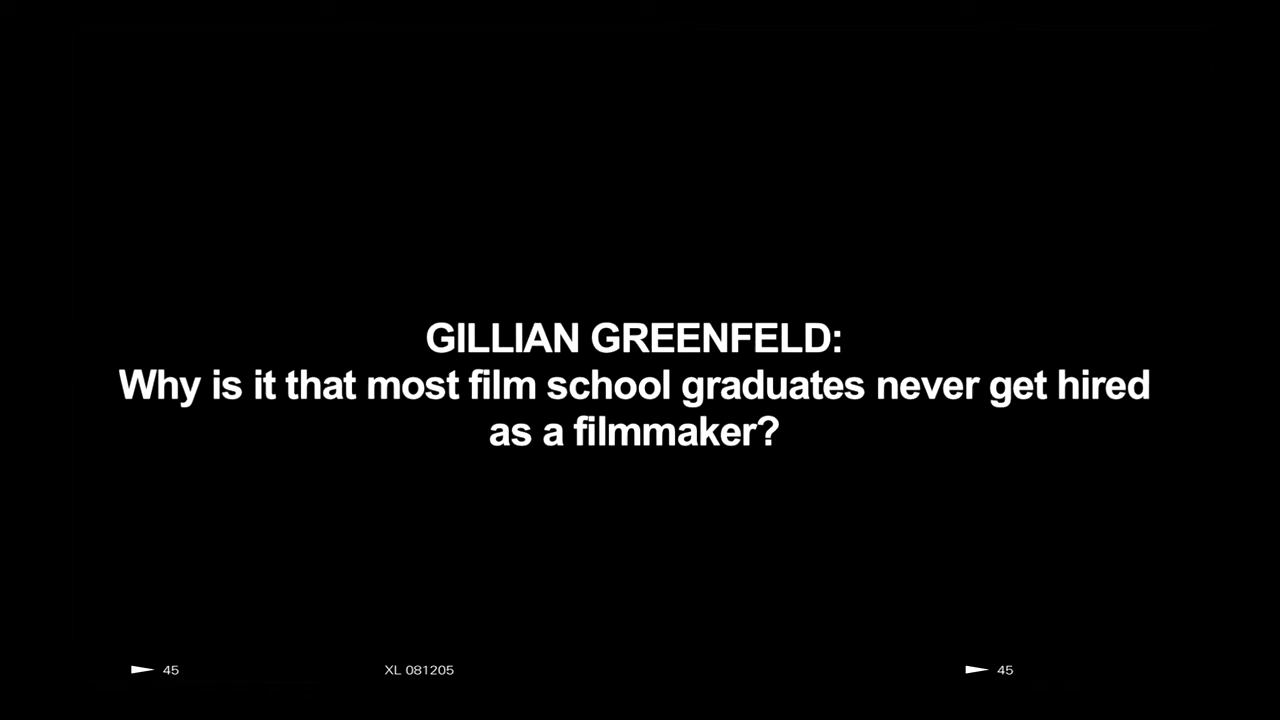 GILLIAN GREENFELD:
Why is it that most film school graduates never get hired
as a filmmaker?
45 XL 081205 45